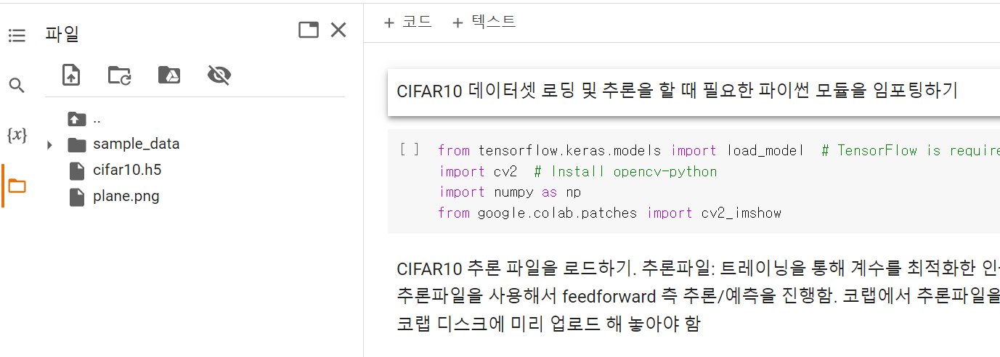 파일
..
sample_data
cifar10.h5
plane.png
{x}
+ 코드 + 텍스트
CIFAR10 데이터셋 로딩 및 추론을 할 때 필요한 파이썬 모듈을 임포팅하기
[ ] from tensorflow.keras.models import load_model # TensorFlow is require
import cv2 # Install opencv-python
import numpy as np
from google.colab.patches import cv2_imshow
CIFAR10 추론 파일을 로드하기. 추론파일: 트레이닝을 통해 계수를 최적화한
추론파일을 사용해서 feedforward 측 추론/예측을 진행함. 코랩에서 추론파일을
코랩 디스크에 미리 업로드 해 놓아야 함